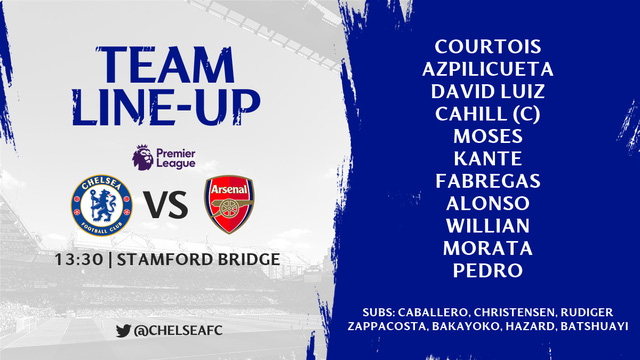 TEAM
LINE-UP
Premier
League
CHELSEA
FOOTBALL CLUB
VS
Arsenal
13:30 | STAMFORD BRIDGE
@CHELSEAFC
COURTOIS
AZPILICUETA
DAVID LUIZ
CAHILL (C)
MOSES
KANTE
FABREGAS
ALONSO
WILLIAN
MORATA
PEDRO
SUBS: CABALLERO, CHRISTENSEN, RUDIGER
ZAPPACOSTA, BAKAYOKO, HAZARD, BATSHUAYI